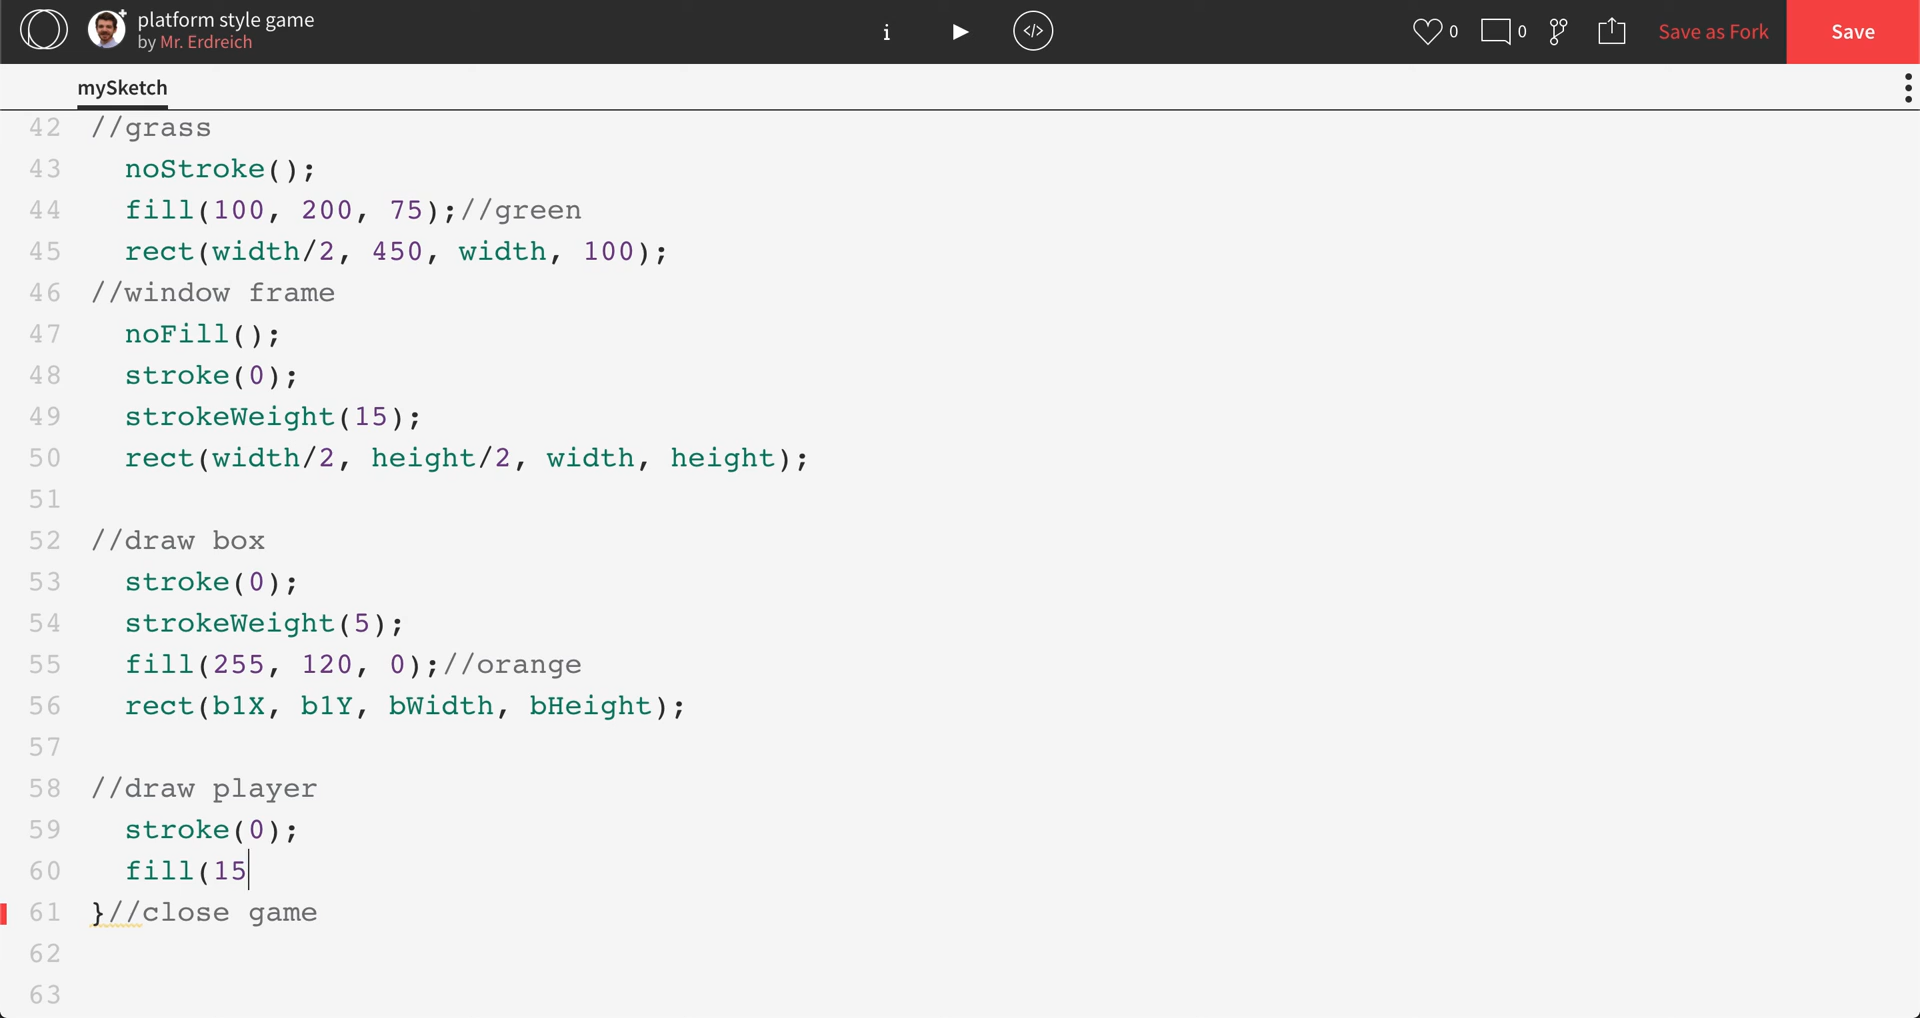 platform style game
by Mr. Erdreich
i
</>
0
0
Save as Fork
Save
mySketch
42 //grass
43 noStroke();
44 fill(100, 200, 75);//green
45 rect(width/2, 450, width, 100);
46 //window frame
47 noFill();
48 stroke(0);
49 strokeWeight(15);
50 rect(width/2, height/2, width, height);
51
52 //draw box
53 stroke(0);
54 strokeWeight(5);
55 fill(255, 120, 0);//orange
56 rect(b1X, b1Y, bWidth, bHeight);
57
58 //draw player
59 stroke(0);
60 fill(15
61 }//close game
62
63